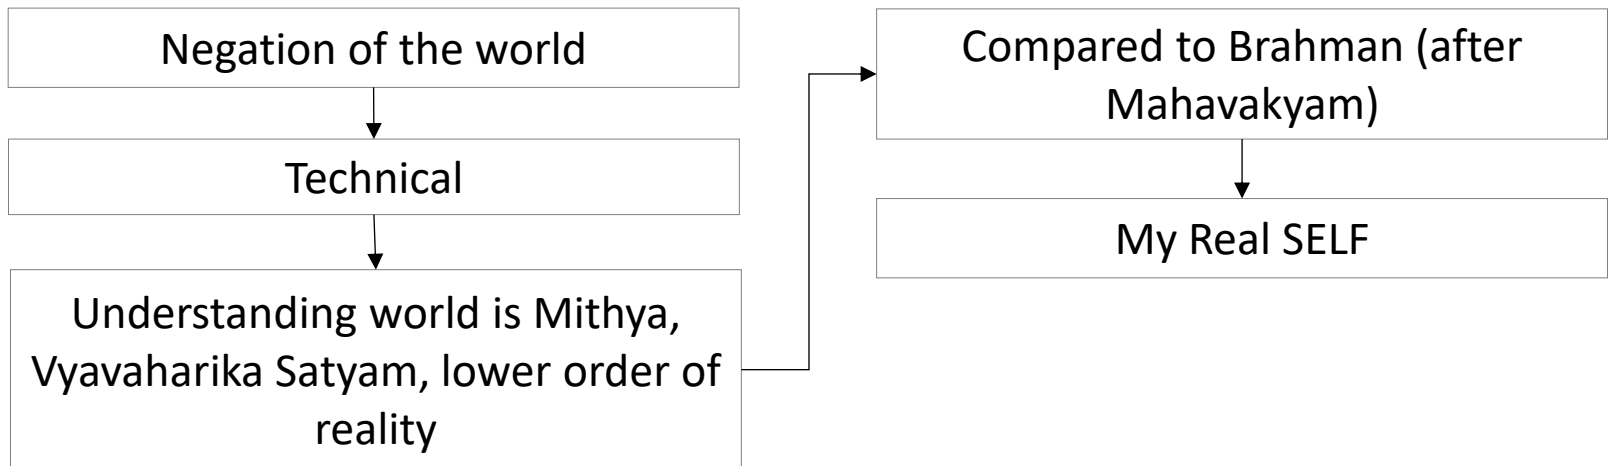 Negation of the world
Technical
Understanding world is Mithya,
Vyavaharika Satyam, lower order of
reality
Compared to Brahman (after
Mahavakyam)
My Real SELF